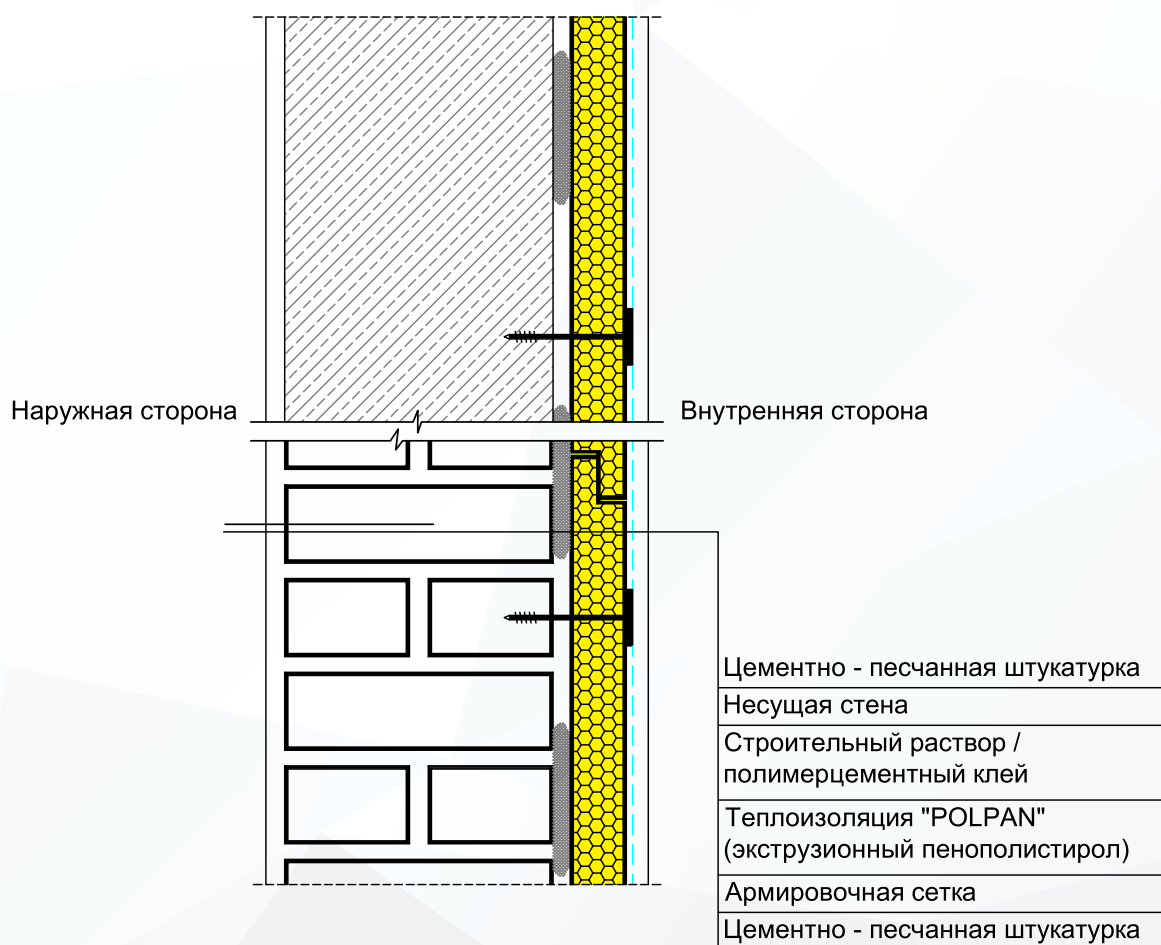 Наружная сторона
Внутренняя сторона
Цементно - песчанная штукатурка
Несущая стена
Строительный раствор /
полимерцементный клей
Теплоизоляция "POLPAN"
(экструзионный пенополистирол)
Армировочная сетка
Цементно - песчанная штукатурка